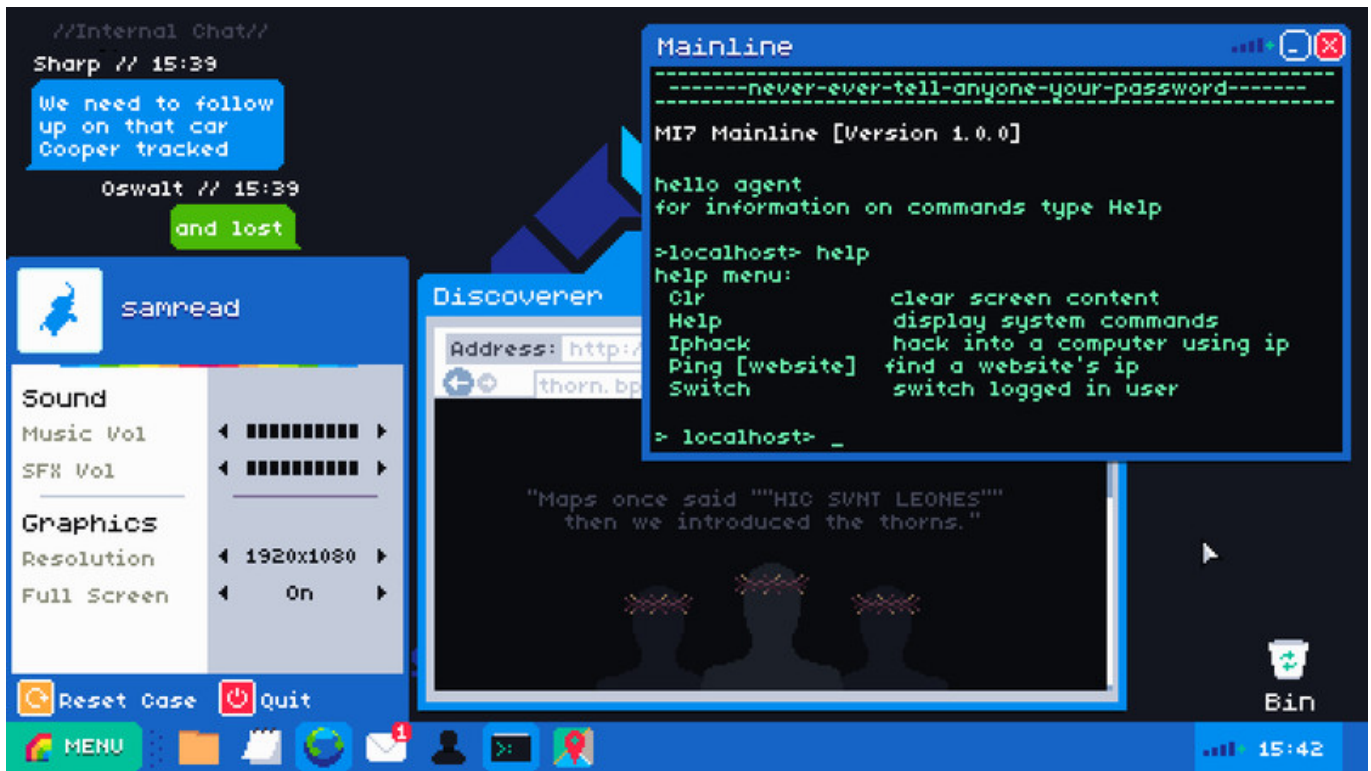 //Internal Chat//
Sharp // 15:39
We need to follow
up on that car
Cooper tracked
Oswalt // 15:39
and lost
samread
Sound
Music Vol
SFX Vol
Graphics
Resolution 1920x1080
Full Screen On
Reset Case Quit
MENU
Discoverer
Address: http:/
thorn.bp
"Maps once said ""HIC SVNT LEONES""
then we introduced the thorns."
Mainline
-------never-ever-tell-anyone-your-password-------
MI7 Mainline [Version 1.0.0]
hello agent
for information on commands type Help
>localhost> help
help menu:
Clr clear screen content
Help display system commands
Iphack hack into a computer using ip
Ping [website] find a website's ip
Switch switch logged in user
> localhost> _
Bin
1
15:42